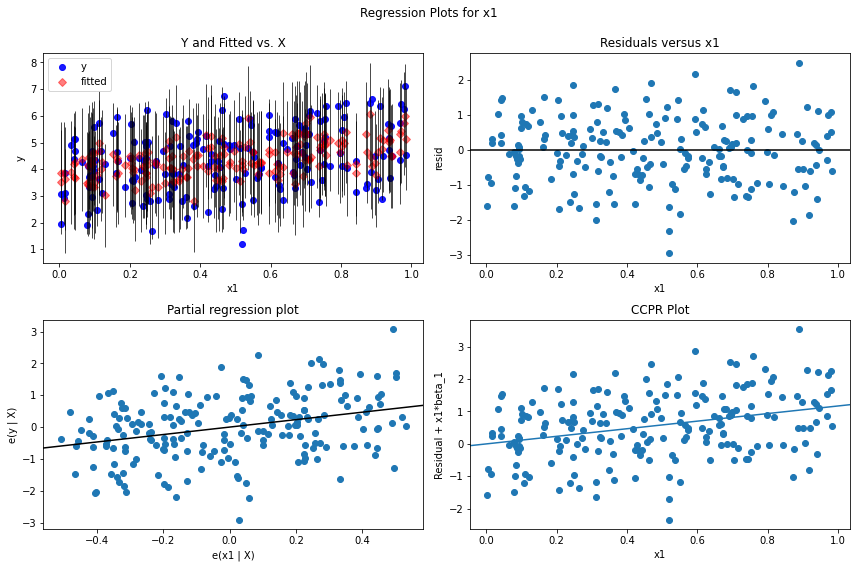 Regression Plots for x1
Y and Fitted vs. X
8
7
6
5
4
3
2
1
y
y
fitted
0.0 0.2 0.4 0.6 0.8 1.0
x1
Residuals versus x1
2
1
0
−1
−2
−3
resid
0.0 0.2 0.4 0.6 0.8 1.0
x1
Partial regression plot
3
2
1
0
−1
−2
−3
e(y | X)
−0.4 −0.2 0.0 0.2 0.4
e(x1 | X)
CCPR Plot
3
2
1
0
−1
−2
Residual + x1*beta_1
0.0 0.2 0.4 0.6 0.8 1.0
x1